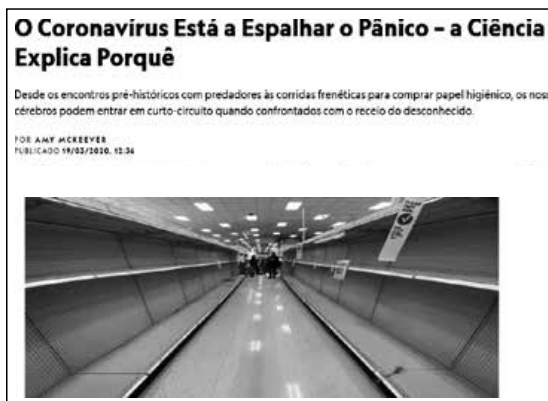 O Coronavírus Está a Espalhar o Pânico – a Ciência
Explica Porquê
Desde os encontros pré-históricos com predadores às corridas frenéticas para comprar papel higiénico, os noss
cérebros podem entrar em curto-circuito quando confrontados com o receio do desconhecido.
POR AMY MCKEEVER
PUBLICADO 19/03/2020, 12:36